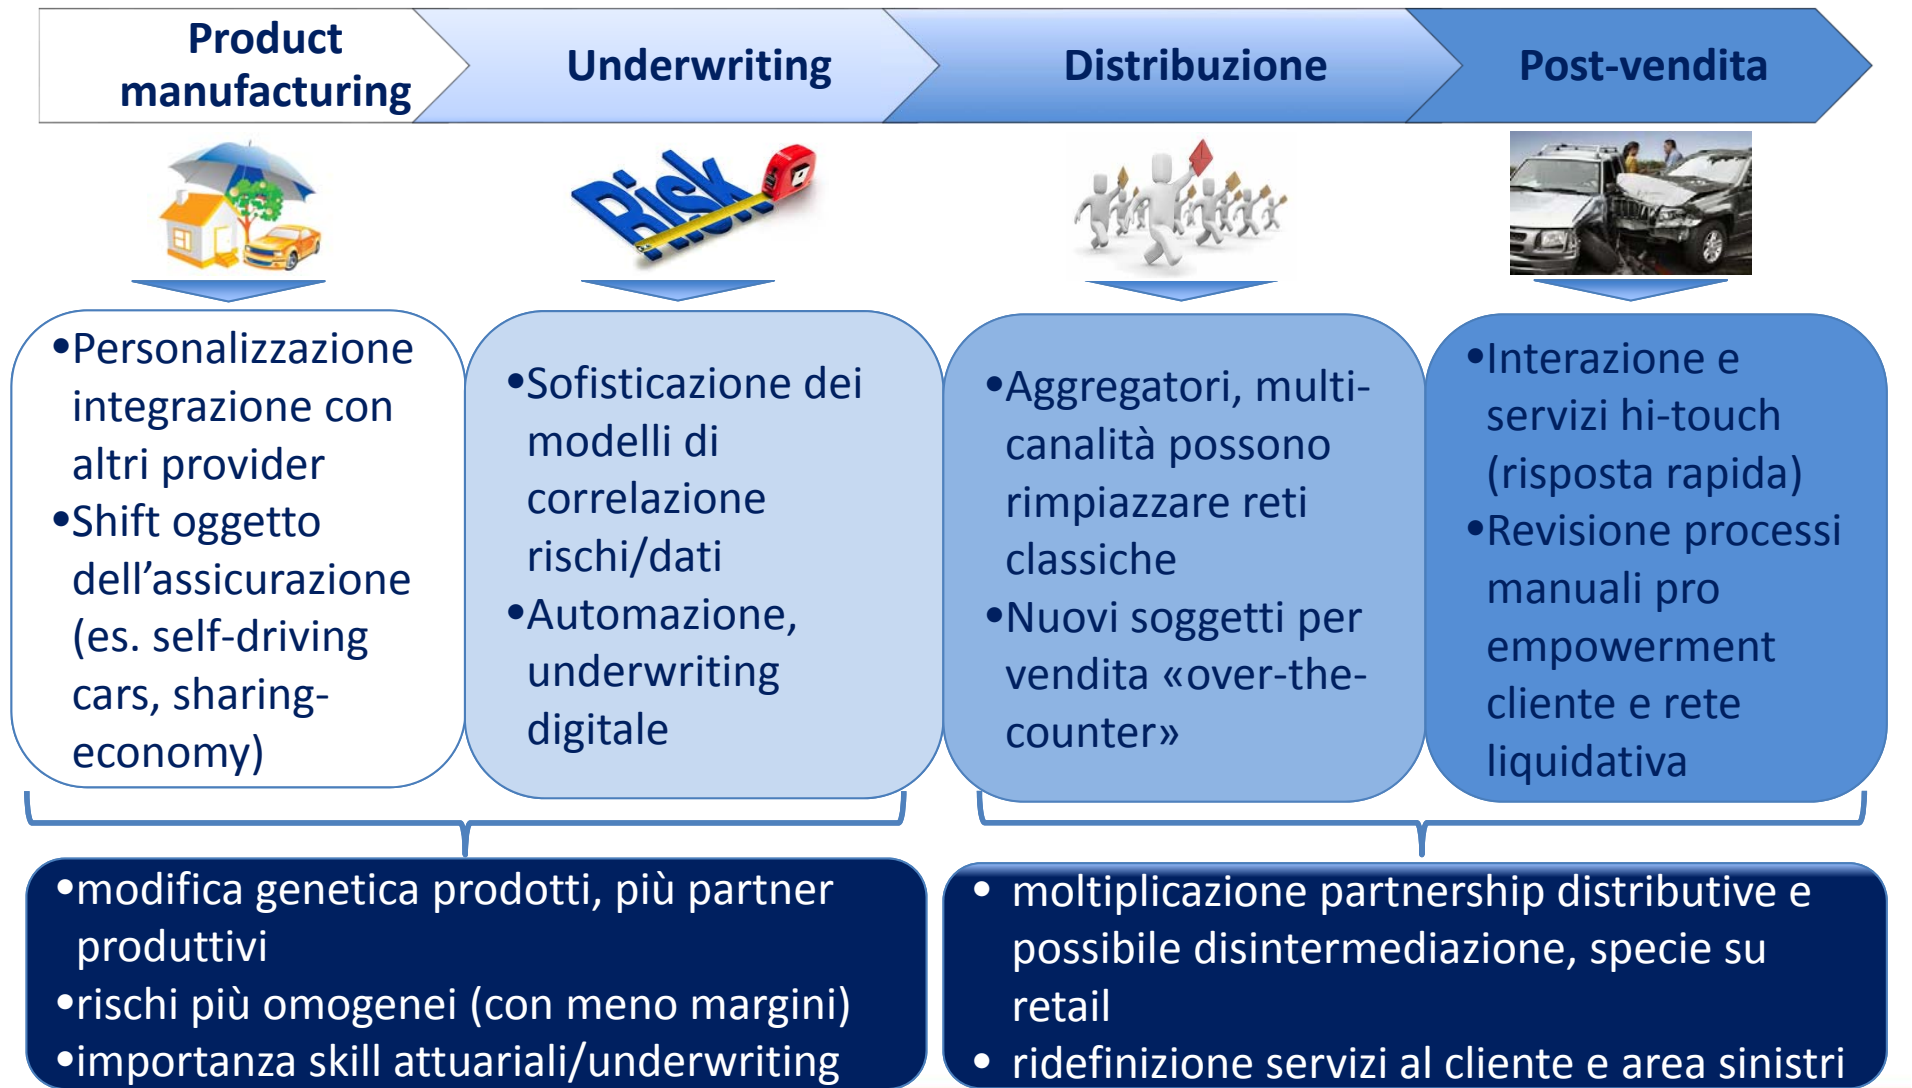 Product
manufacturing
Underwriting
Distribuzione
Post-vendita
Risk
•Personalizzazione
integrazione con
altri provider
•Shift oggetto
dell’assicurazione
(es. self-driving
cars, sharing-
economy)
•Sofisticazione dei
modelli di
correlazione
rischi/dati
•Automazione,
underwriting
digitale
•Aggregatori, multi-
canalità possono
rimpiazzare reti
classiche
•Nuovi soggetti per
vendita «over-the-
counter»
•Interazione e
servizi hi-touch
(risposta rapida)
•Revisione processi
manuali pro
empowerment
cliente e rete
liquidativa
•modifica genetica prodotti, più partner
produttivi
•rischi più omogenei (con meno margini)
•importanza skill attuariali/underwriting
• moltiplicazione partnership distributive e
possibile disintermediazione, specie su
retail
• ridefinizione servizi al cliente e area sinistri